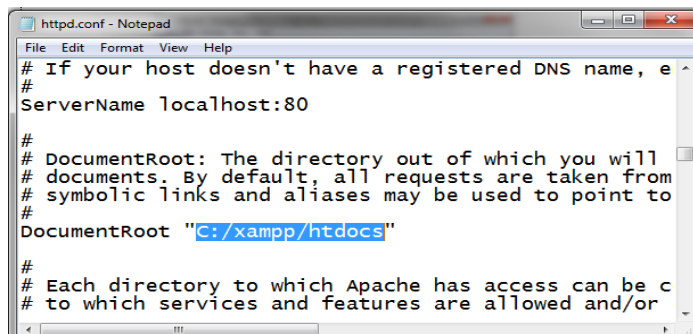 httpd.conf - Notepad
File Edit Format View Help
# If your host doesn't have a registered DNS name, e
#
ServerName localhost:80
#
# DocumentRoot: The directory out of which you will
# documents. By default, all requests are taken from
# symbolic links and aliases may be used to point to
#
DocumentRoot "C:/xampp/htdocs"
#
# Each directory to which Apache has access can be c
# to which services and features are allowed and/or